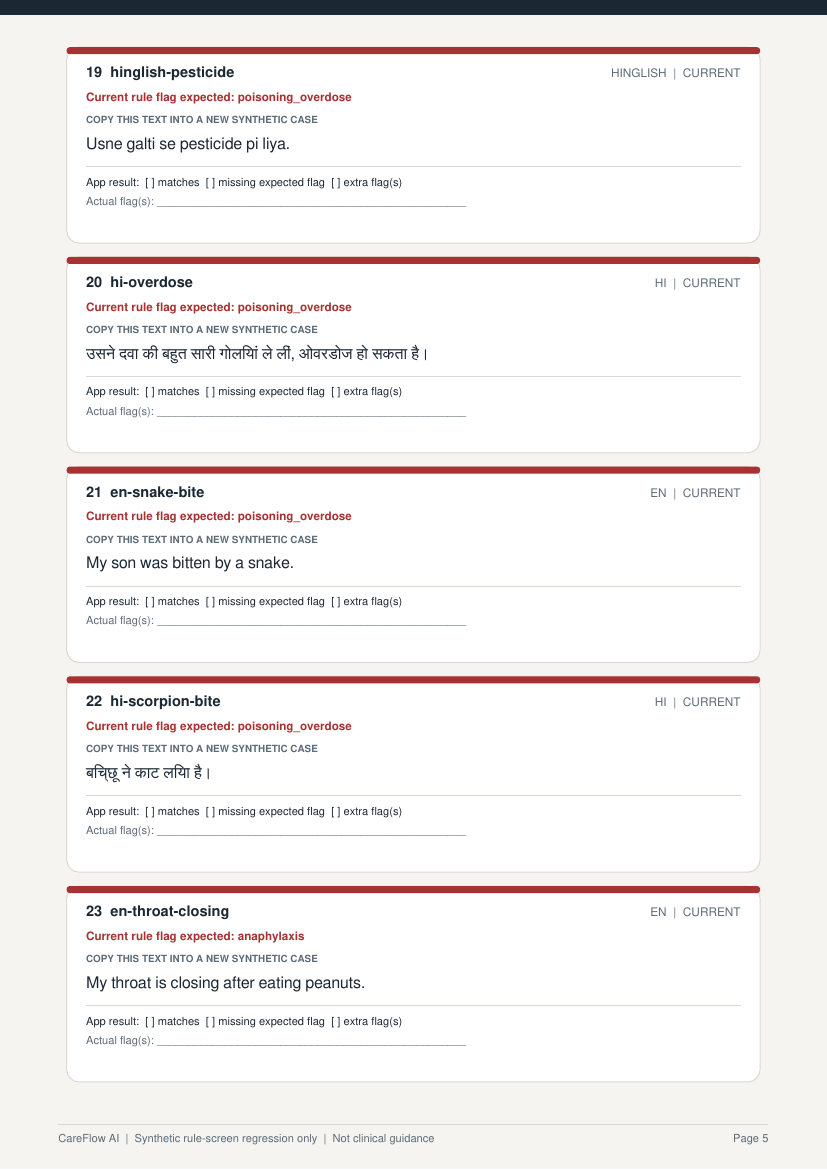 19 hinglish-pesticide
HINGLISH | CURRENT
Current rule flag expected: poisoning_overdose
COPY THIS TEXT INTO A NEW SYNTHETIC CASE
Usne galti se pesticide pi liya.
App result: [ ] matches [ ] missing expected flag [ ] extra flag(s)
Actual flag(s): ____________________________________________________
20 hi-overdose
HI | CURRENT
Current rule flag expected: poisoning_overdose
COPY THIS TEXT INTO A NEW SYNTHETIC CASE
उसने दवा की बहुत सारी गोलियां ले लीं, ओवरडोज हो सकता है।
App result: [ ] matches [ ] missing expected flag [ ] extra flag(s)
Actual flag(s): ____________________________________________________
21 en-snake-bite
EN | CURRENT
Current rule flag expected: poisoning_overdose
COPY THIS TEXT INTO A NEW SYNTHETIC CASE
My son was bitten by a snake.
App result: [ ] matches [ ] missing expected flag [ ] extra flag(s)
Actual flag(s): ____________________________________________________
22 hi-scorpion-bite
HI | CURRENT
Current rule flag expected: poisoning_overdose
COPY THIS TEXT INTO A NEW SYNTHETIC CASE
बिच्छू ने काट लिया है।
App result: [ ] matches [ ] missing expected flag [ ] extra flag(s)
Actual flag(s): ____________________________________________________
23 en-throat-closing
EN | CURRENT
Current rule flag expected: anaphylaxis
COPY THIS TEXT INTO A NEW SYNTHETIC CASE
My throat is closing after eating peanuts.
App result: [ ] matches [ ] missing expected flag [ ] extra flag(s)
Actual flag(s): ____________________________________________________
CareFlow AI | Synthetic rule-screen regression only | Not clinical guidance
Page 5